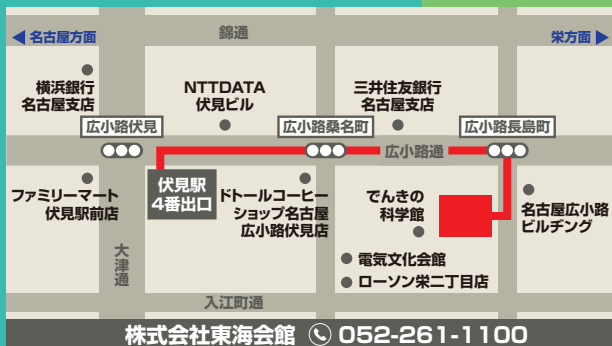 錦通
名古屋方面
栄方面
横浜銀行
名古屋支店
NTTDATA
伏見ビル
三井住友銀行
名古屋支店
広小路伏見
広小路桑名町
広小路長島町
広小路通
ファミリーマート
伏見駅前店
伏見駅
4番出口
ドトールコーヒー
ショップ名古屋
広小路伏見店
でんきの
科学館
名古屋広小路
ビルヂング
大津通
電気文化会館
ローソン栄二丁目店
入江町通
株式会社東海会館 052-261-1100